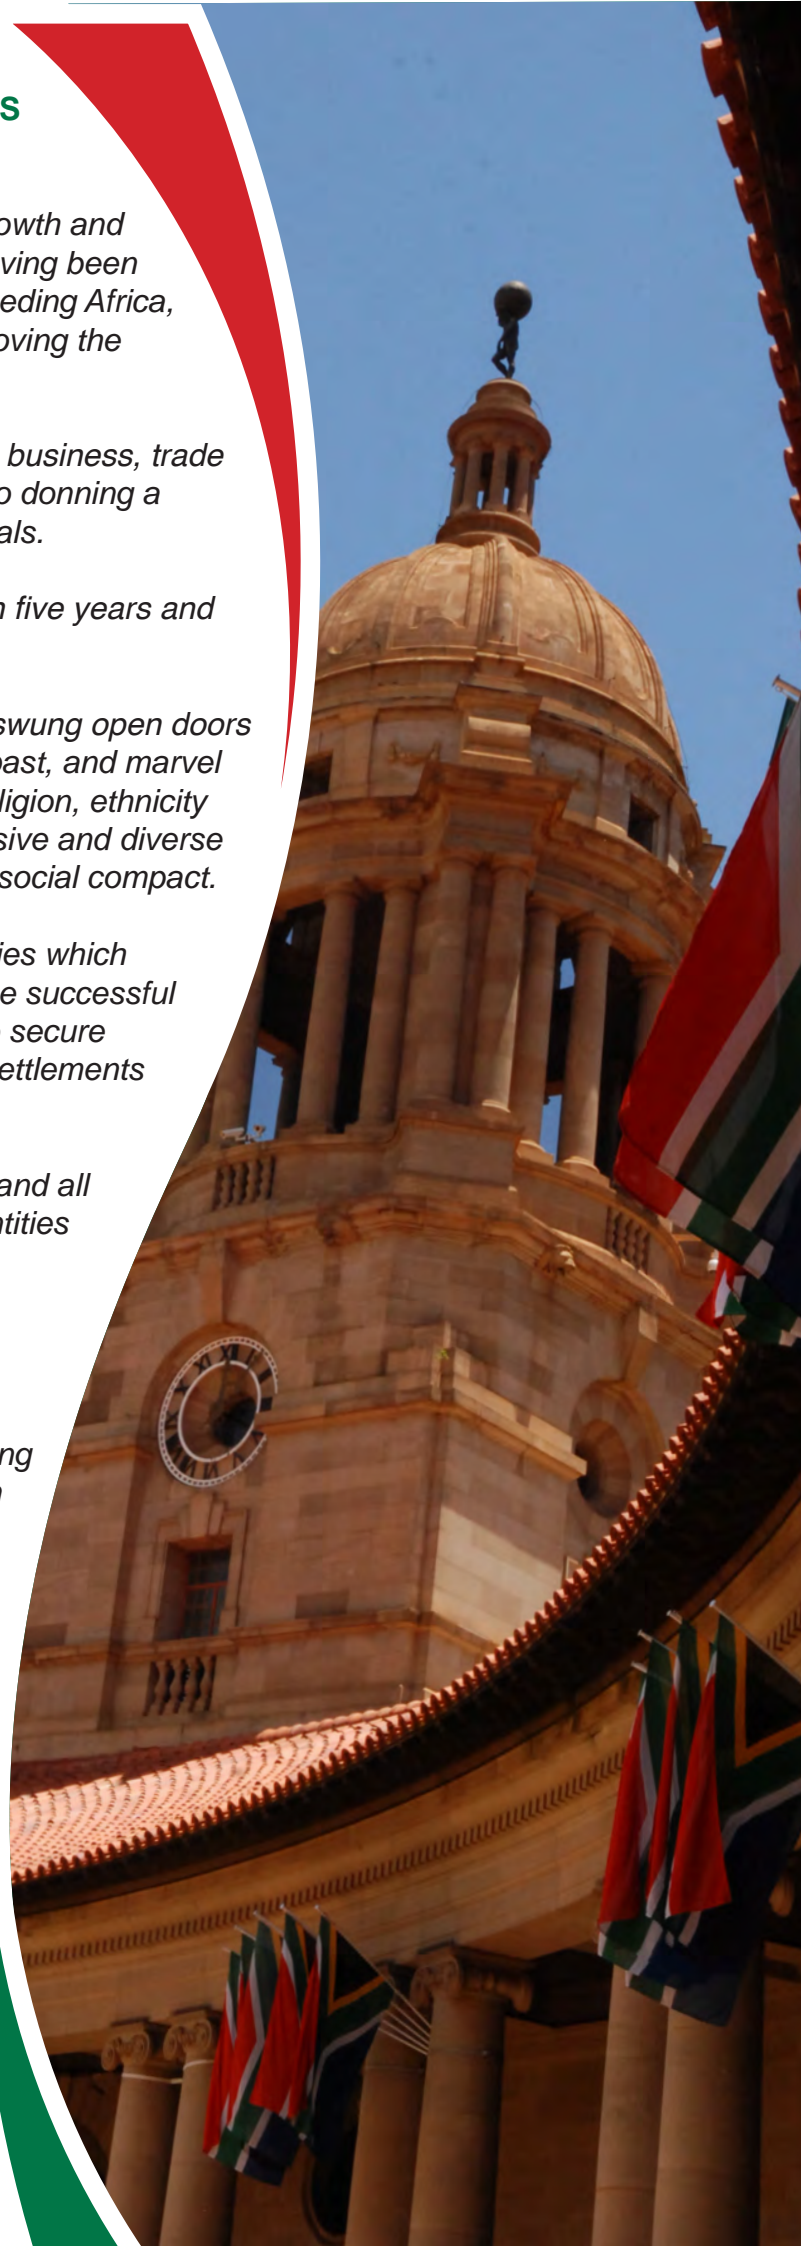 S
owth and
ving been
eding Africa,
oving the
business, trade
o donning a
als.
n five years and
swung open doors
past, and marvel
ligion, ethnicity
sive and diverse
social compact.
ies which
e successful
secure
ettlements
and all
ntities
ng